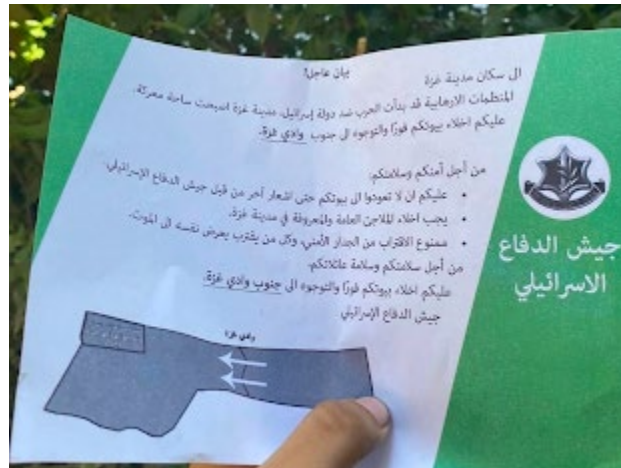 بيان عاجل!
الى سكان مدينة غزة
المنظمات الارهابية قد بدأت الحرب ضد دولة إسرائيل، مدينة غزة اصبحت ساحة معركة.
عليكم اخلاء بيوتكم فورًا والتوجه الى جنوب وادي غزة.
من أجل أمنكم وسلامتكم:
• عليكم ان لا تعودوا الى بيوتكم حتى اشعار آخر من قبل جيش الدفاع الإسرائيلي.
• يجب اخلاء الملاجئ العامة والمعروفة في مدينة غزة.
• ممنوع الاقتراب من الجدار الأمني، وكل من يقترب يعرض نفسه الى الموت.
من أجل سلامتكم وسلامة عائلاتكم،
عليكم اخلاء بيوتكم فورًا والتوجه الى جنوب وادي غزة.
جيش الدفاع الإسرائيلي
وادي غزة
جيش الدفاع
الاسرائيلي